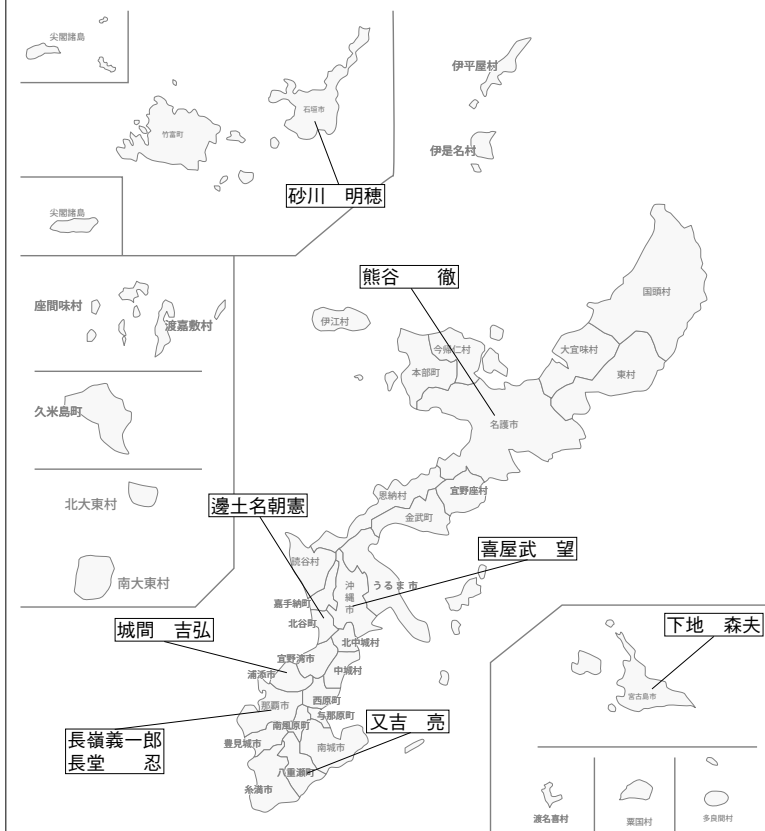 尖閣諸島
石垣市
竹富町
砂川　明穂
尖閣諸島
伊平屋村
伊是名村
国頭村
熊谷　　徹
座間味村
渡嘉敷村
伊江村
今帰仁村
本部町
大宜味村
東村
久米島町
名護市
北大東村
南大東村
恩納村
宜野座村
金武町
邊土名朝憲
喜屋武　望
読谷村
沖縄市
うるま市
嘉手納町
北谷町
城間　吉弘
北中城村
宜野湾市
中城村
浦添市
下地　森夫
宮古島市
那覇市
西原町
与那原町
南風原町
又吉　亮
長嶺義一郎
長堂　　忍
豊見城市
南城市
八重瀬町
糸満市
渡名喜村
粟国村
多良間村